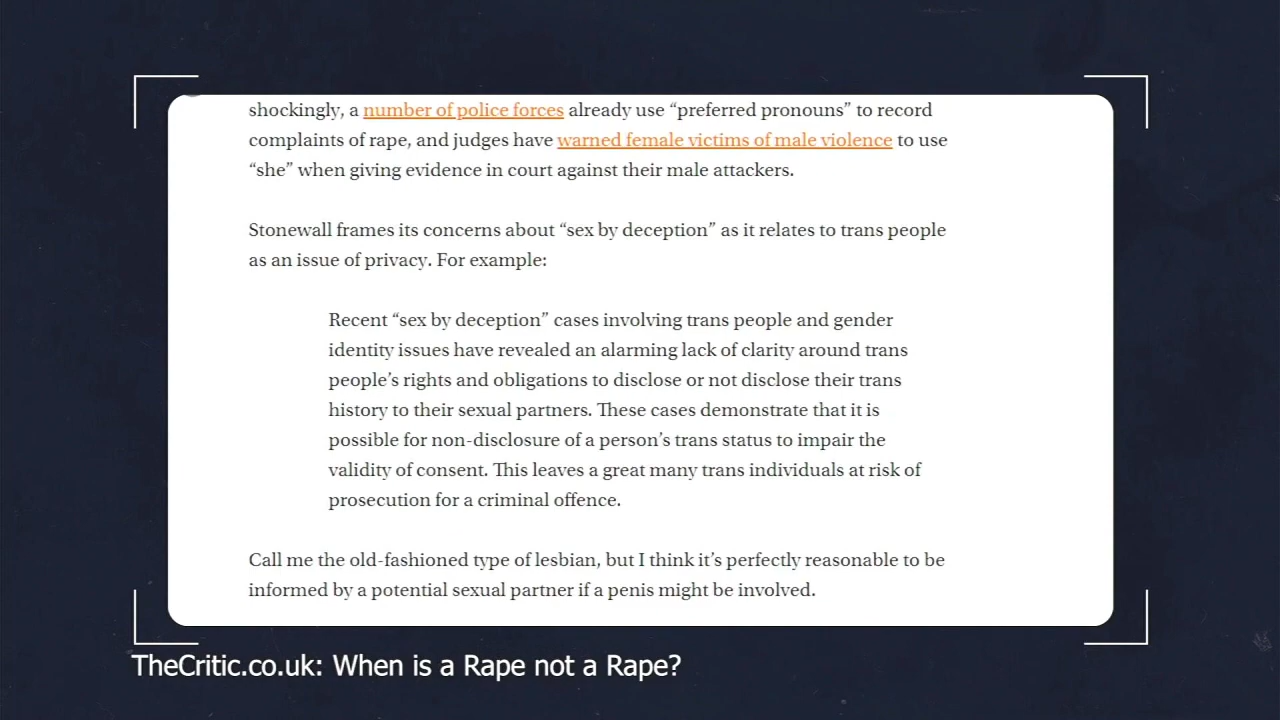 shockingly, a number of police forces already use “preferred pronouns” to record
complaints of rape, and judges have warned female victims of male violence to use
“she” when giving evidence in court against their male attackers.
Stonewall frames its concerns about “sex by deception” as it relates to trans people
as an issue of privacy. For example:
Recent “sex by deception” cases involving trans people and gender
identity issues have revealed an alarming lack of clarity around trans
people’s rights and obligations to disclose or not disclose their trans
history to their sexual partners. These cases demonstrate that it is
possible for non-disclosure of a person’s trans status to impair the
validity of consent. This leaves a great many trans individuals at risk of
prosecution for a criminal offence.
Call me the old-fashioned type of lesbian, but I think it’s perfectly reasonable to be
informed by a potential sexual partner if a penis might be involved.
TheCritic.co.uk: When is a Rape not a Rape?